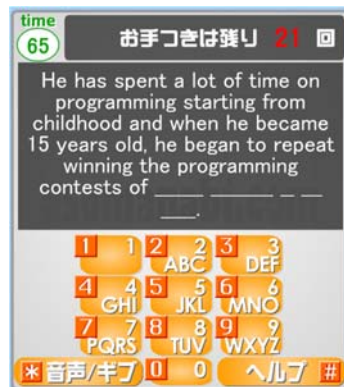 time
65
お手つきは残り 21 回
He has spent a lot of time on
programming starting from
childhood and when he became
15 years old, he began to repeat
winning the programming
contests of ____ _____ _ __
___.
1 1 2 2 3 3
ABC DEF
4 4 5 5 6 6
GHI JKL MNO
7 7 8 8 9 9
PQRS TUV WXYZ
* 音声/ギブ 0 0 ヘルプ #